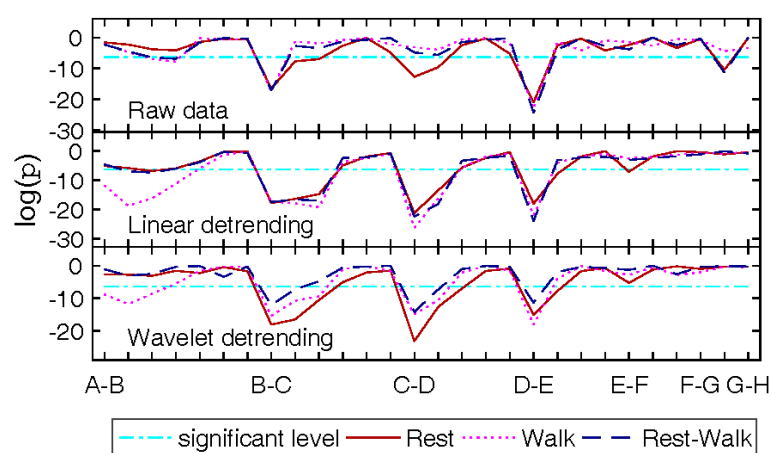 0
-10
-20
-30
Raw data
0
-10
-20
-30
Linear detrending
0
-10
-20
Wavelet detrending
log(p)
A-B B-C C-D D-E E-F F-G G-H
significant level Rest Walk Rest-Walk